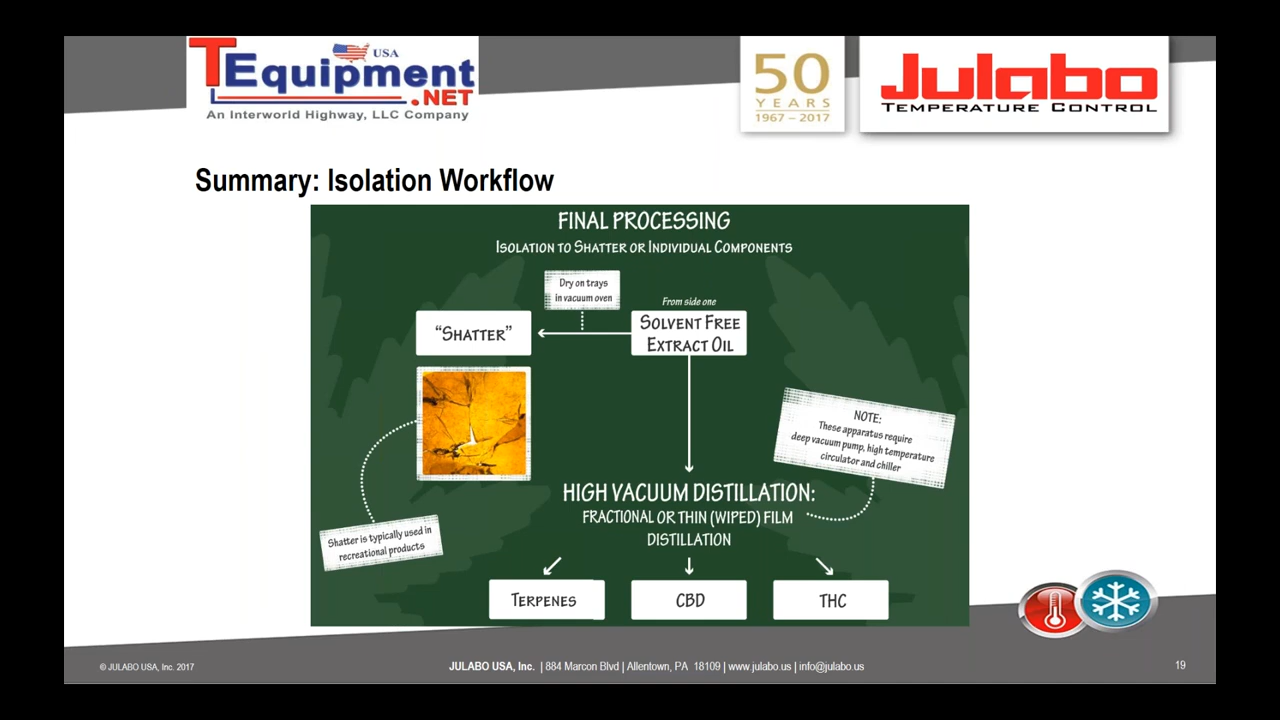 TEquipment
USA
.NET
An Interworld Highway, LLC Company
50
YEARS
1967 – 2017
Julabo
TEMPERATURE CONTROL
Summary: Isolation Workflow
FINAL PROCESSING
ISOLATION TO SHATTER OR INDIVIDUAL COMPONENTS
Dry on trays
in vacuum oven
From side one
"SHATTER"
SOLVENT FREE
EXTRACT OIL
NOTE:
These apparatus require
deep vacuum pump, high temperature
circulator and chiller
HIGH VACUUM DISTILLATION:
FRACTIONAL OR THIN (WIPED) FILM
DISTILLATION
Shatter is typically used in
recreational products
TERPENES
CBD
THC
© JULABO USA, Inc. 2017
JULABO USA, Inc. | 884 Marcon Blvd | Allentown, PA 18109 | www.julabo.us | info@julabo.us
19